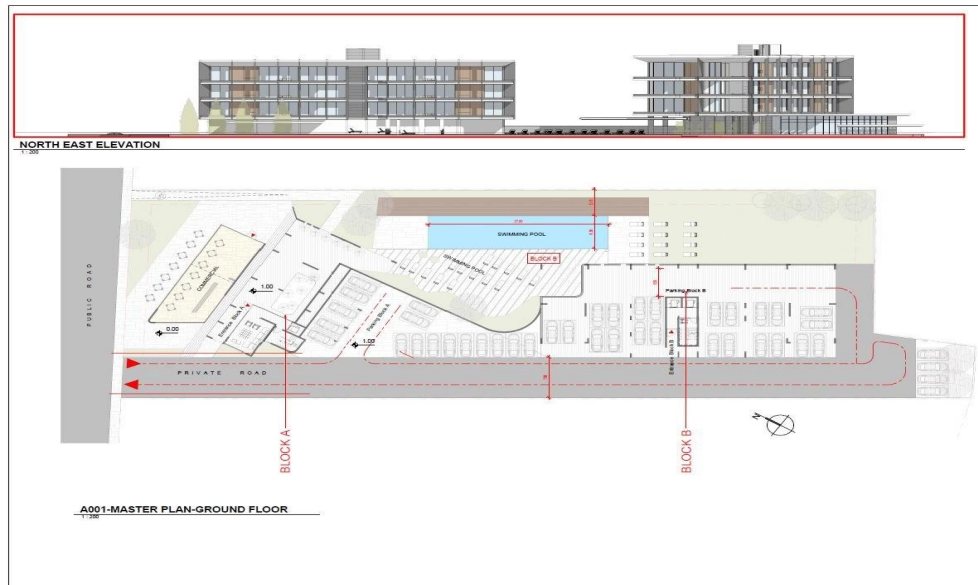 NORTH EAST ELEVATION
1 : 200
PUBLIC ROAD
COMMERCIAL
0.00
1.00
Entrance Block A
Parking Block A
1.00
SWIMMING POOL
SWIMMING POOL
BLOCK B
Parking Block B
Entrance Block B
PRIVATE ROAD
N
BLOCK A
BLOCK B
A001-MASTER PLAN-GROUND FLOOR
1 : 200